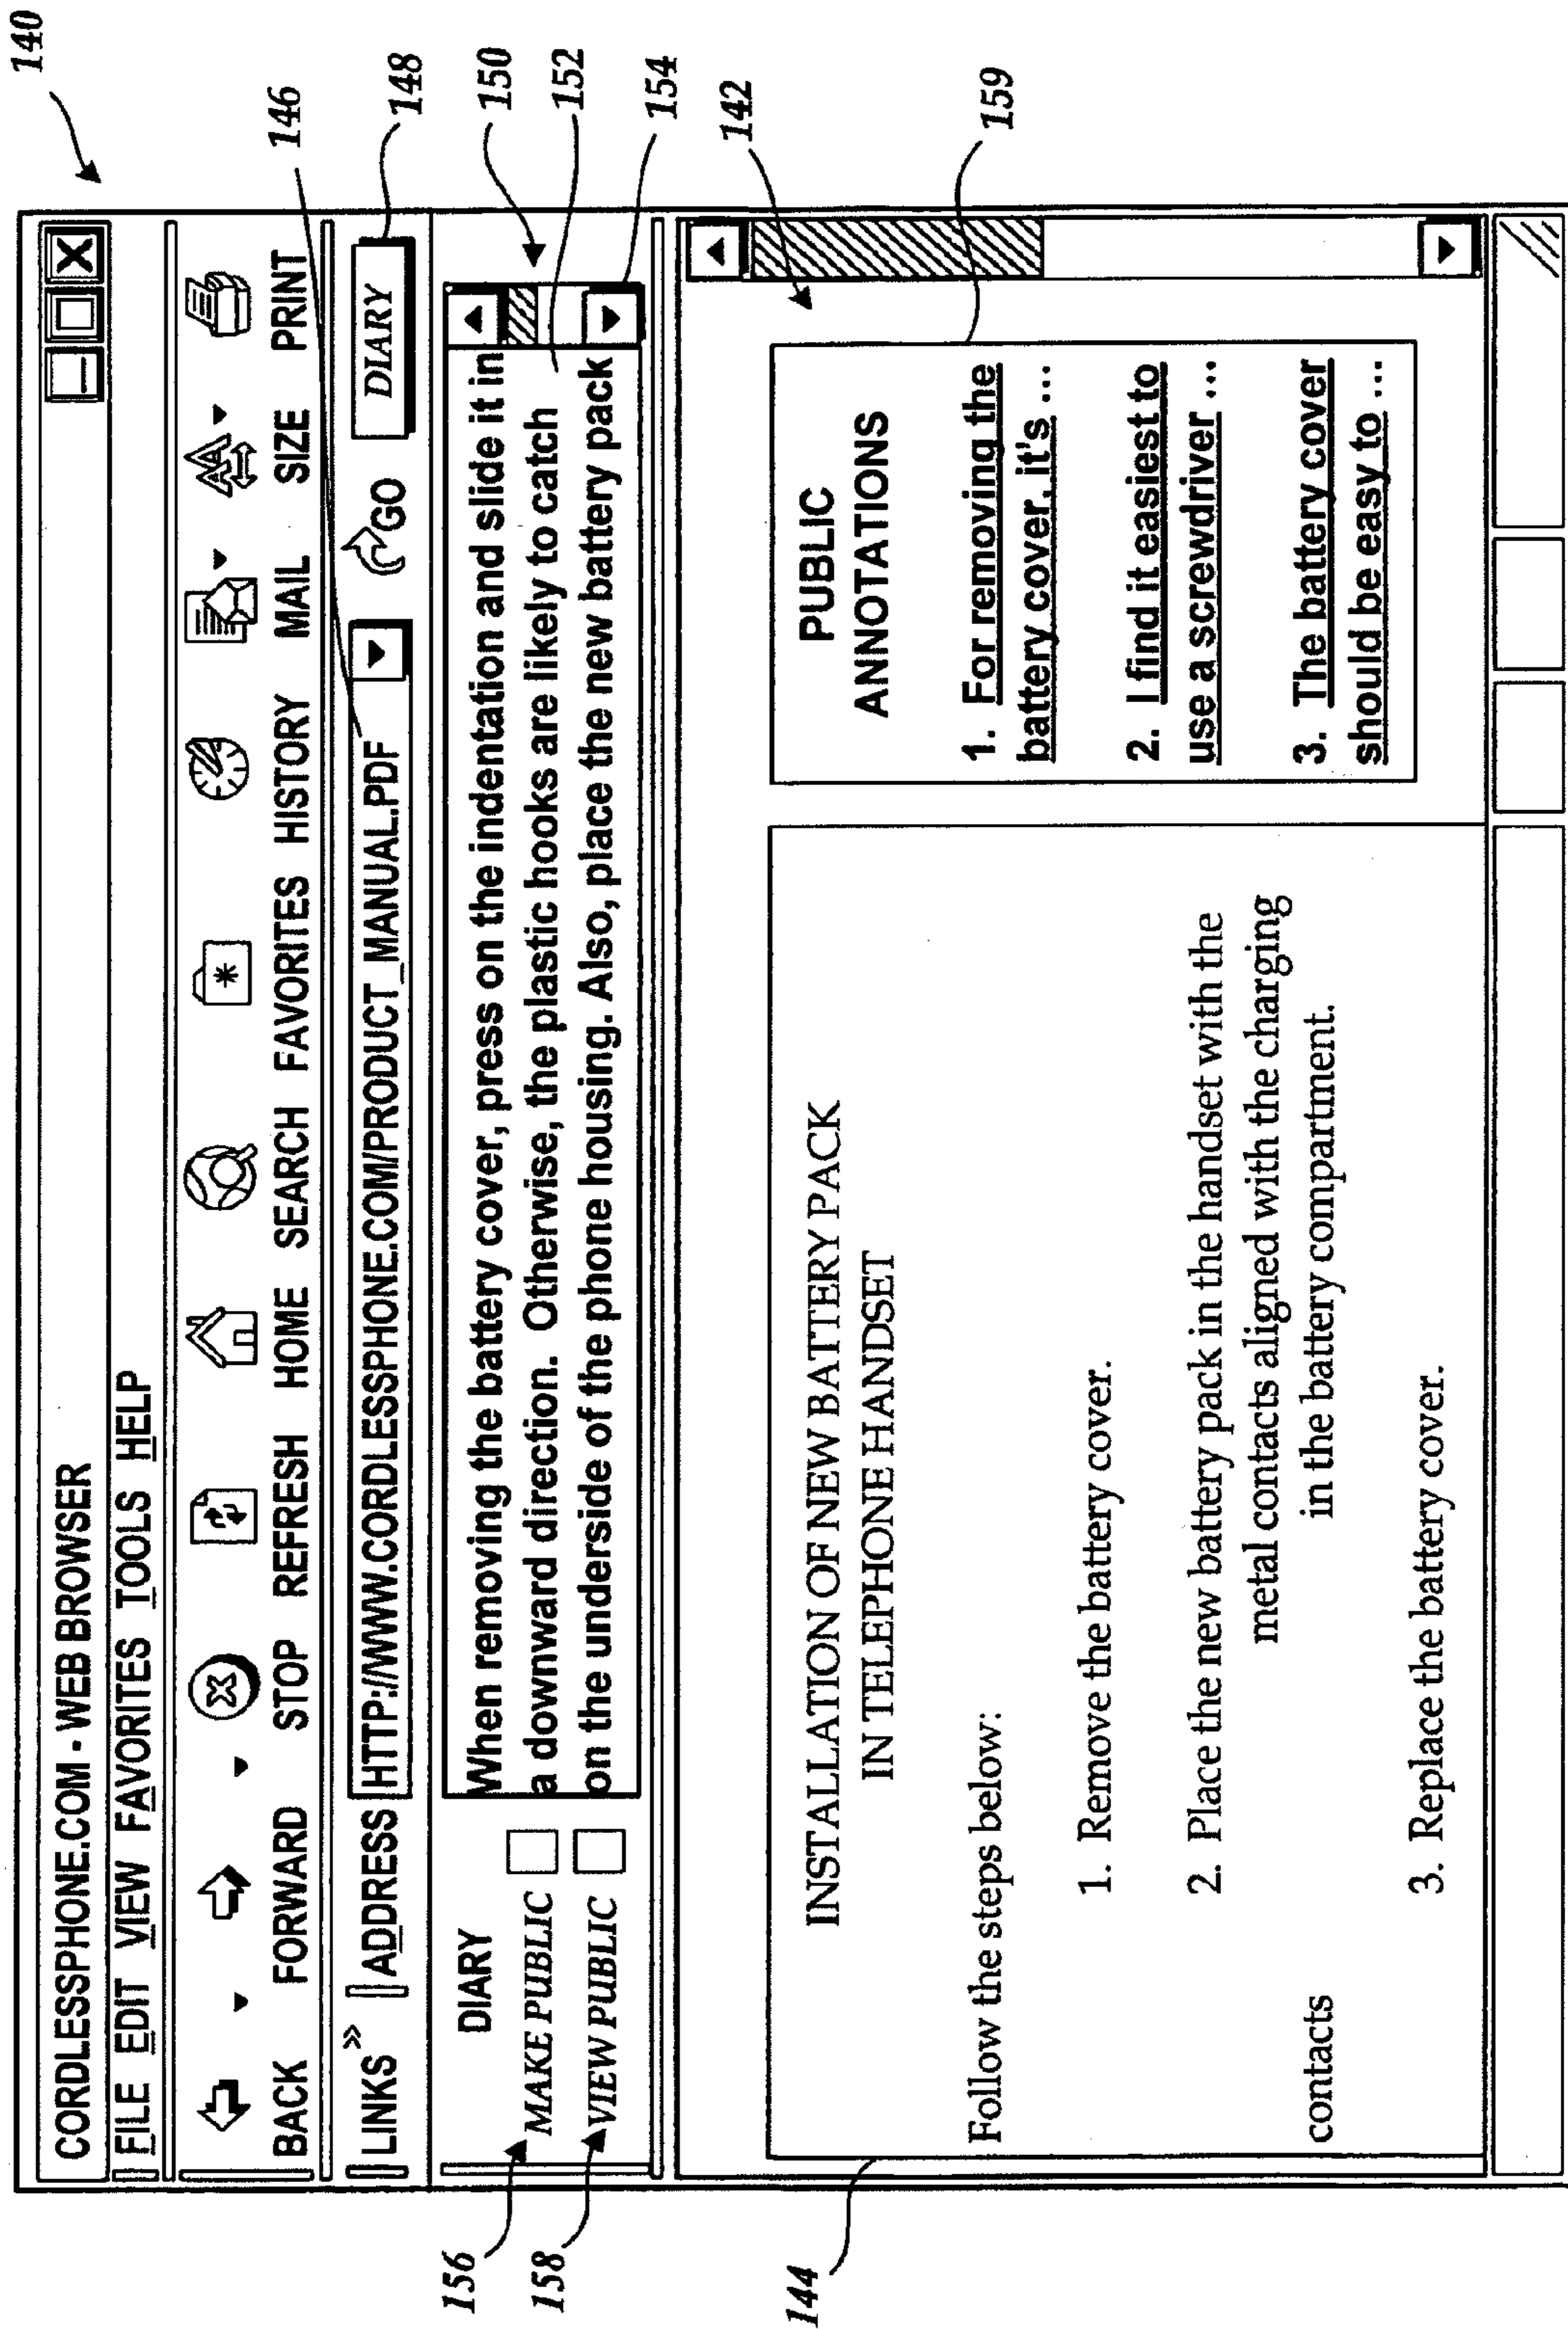 140
CORDLESSPHONE.COM - WEB BROWSER
FILE EDIT VIEW FAVORITES TOOLS HELP
BACK FORWARD STOP REFRESH HOME SEARCH FAVORITES HISTORY MAIL SIZE PRINT
146
LINKS » ADDRESS HTTP://WWW.CORDLESSPHONE.COM/PRODUCT_MANUAL.PDF GO DIARY
148
DIARY
156
MAKE PUBLIC
158
VIEW PUBLIC
When removing the battery cover, press on the indentation and slide it in
a downward direction. Otherwise, the plastic hooks are likely to catch
on the underside of the phone housing. Also, place the new battery pack
150
152
154
142
144
INSTALLATION OF NEW BATTERY PACK
IN TELEPHONE HANDSET
Follow the steps below:
1. Remove the battery cover.
2. Place the new battery pack in the handset with the
metal contacts aligned with the charging
contacts in the battery compartment.
3. Replace the battery cover.
159
PUBLIC
ANNOTATIONS
1. For removing the
battery cover, it's ...
2. I find it easiest to
use a screwdriver ...
3. The battery cover
should be easy to ...